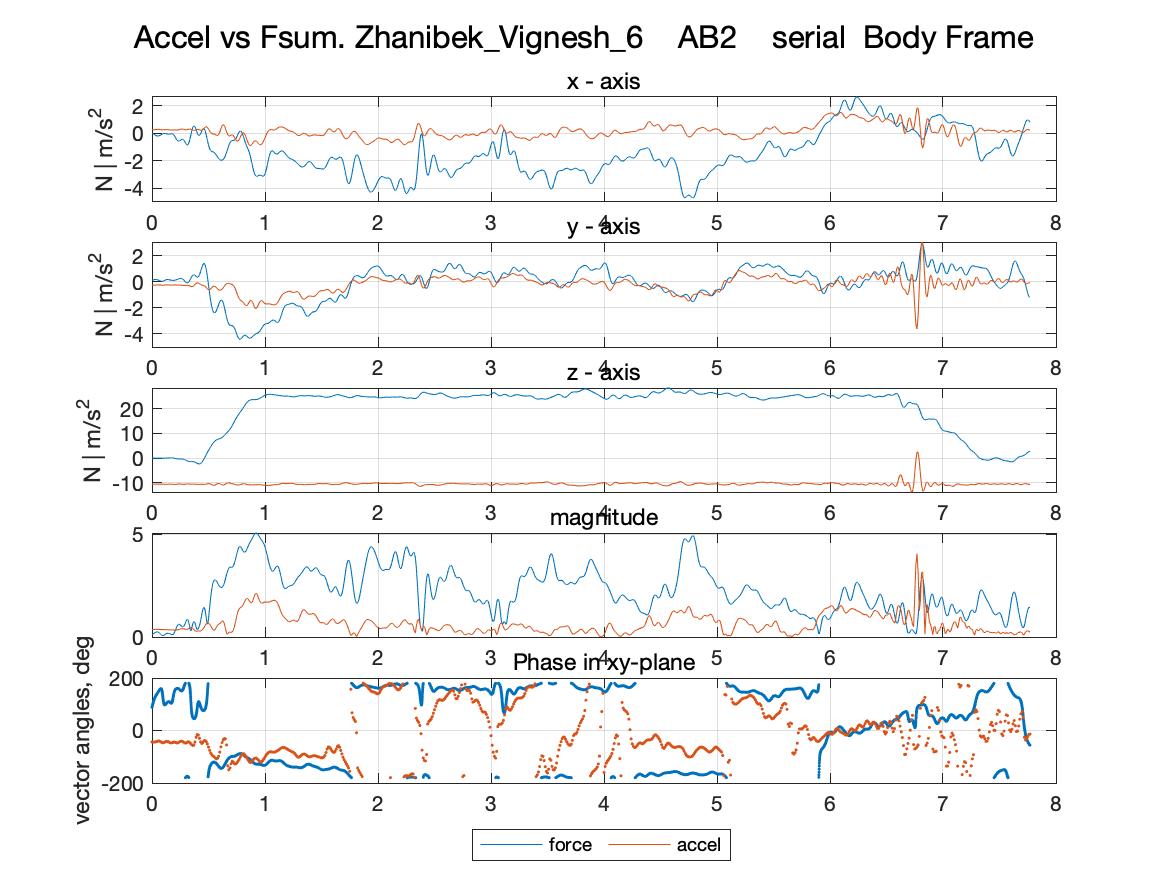 Accel vs Fsum. Zhanibek_Vignesh_6    AB2    serial  Body Frame
x - axis
N | m/s²
2
0
-2
-4
0 1 2 3 4 5 6 7 8
y - axis
N | m/s²
2
0
-2
-4
0 1 2 3 4 5 6 7 8
z - axis
N | m/s²
20
10
0
-10
0 1 2 3 4 5 6 7 8
magnitude
5
0
0 1 2 3 4 5 6 7 8
Phase in xy-plane
vector angles, deg
200
0
-200
0 1 2 3 4 5 6 7 8
force accel